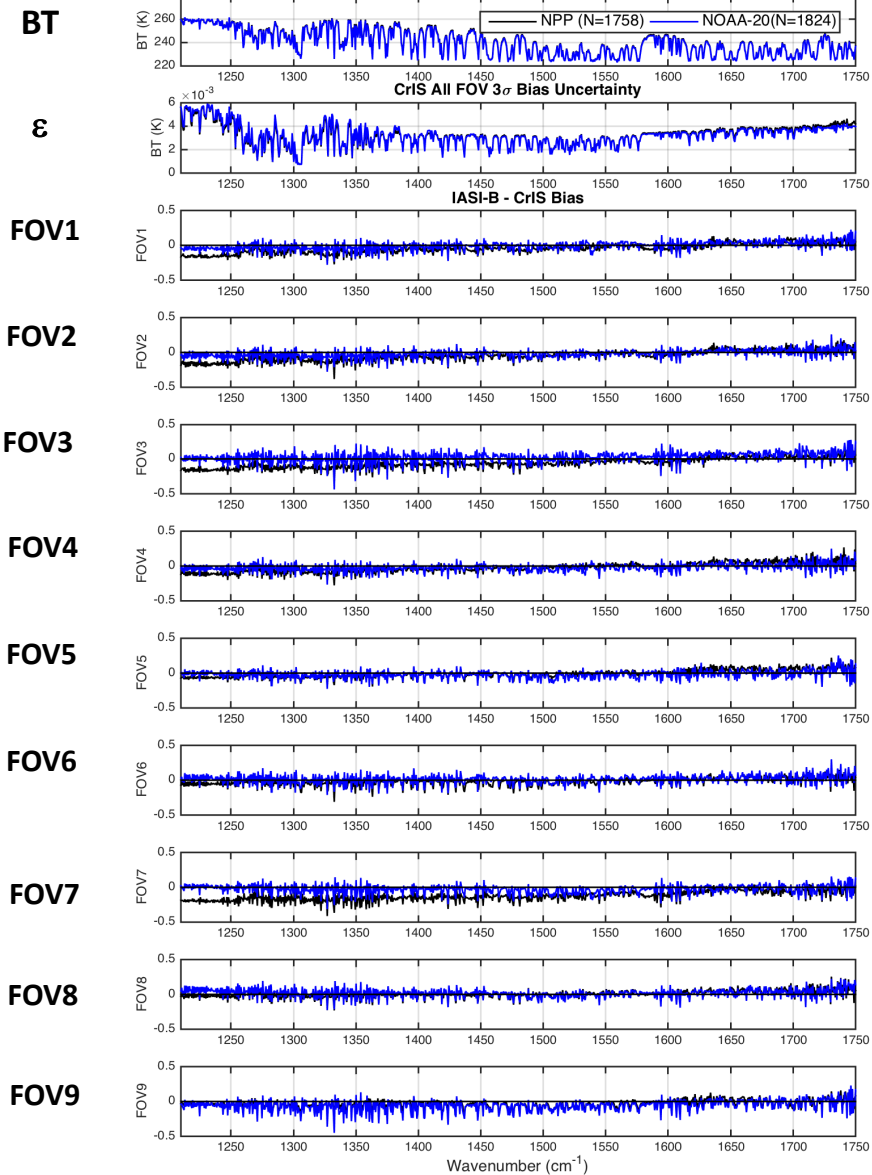 BT
BT (K)
260
240
220
NPP (N=1758) NOAA-20(N=1824)
1250 1300 1350 1400 1450 1500 1550 1600 1650 1700 1750
CrIS All FOV 3σ Bias Uncertainty
×10⁻³
ε
BT (K)
6
4
2
0
1250 1300 1350 1400 1450 1500 1550 1600 1650 1700 1750
IASI-B - CrIS Bias
FOV1
FOV1
0.5
0
-0.5
1250 1300 1350 1400 1450 1500 1550 1600 1650 1700 1750
FOV2
FOV2
0.5
0
-0.5
1250 1300 1350 1400 1450 1500 1550 1600 1650 1700 1750
FOV3
FOV3
0.5
0
-0.5
1250 1300 1350 1400 1450 1500 1550 1600 1650 1700 1750
FOV4
FOV4
0.5
0
-0.5
1250 1300 1350 1400 1450 1500 1550 1600 1650 1700 1750
FOV5
FOV5
0.5
0
-0.5
1250 1300 1350 1400 1450 1500 1550 1600 1650 1700 1750
FOV6
FOV6
0.5
0
-0.5
1250 1300 1350 1400 1450 1500 1550 1600 1650 1700 1750
FOV7
FOV7
0.5
0
-0.5
1250 1300 1350 1400 1450 1500 1550 1600 1650 1700 1750
FOV8
FOV8
0.5
0
-0.5
1250 1300 1350 1400 1450 1500 1550 1600 1650 1700 1750
FOV9
FOV9
0.5
0
-0.5
1250 1300 1350 1400 1450 1500 1550 1600 1650 1700 1750
Wavenumber (cm⁻¹)